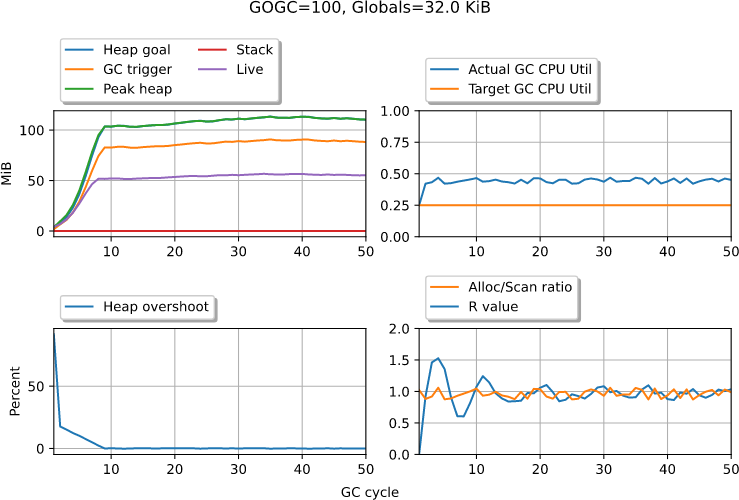 GOGC=100, Globals=32.0 KiB
Heap goal
GC trigger
Peak heap
Stack
Live
MiB
100
50
0
10 20 30 40 50
Actual GC CPU Util
Target GC CPU Util
1.00
0.75
0.50
0.25
0.00
10 20 30 40 50
Heap overshoot
Percent
50
0
10 20 30 40 50
Alloc/Scan ratio
R value
2.0
1.5
1.0
0.5
0.0
10 20 30 40 50
GC cycle